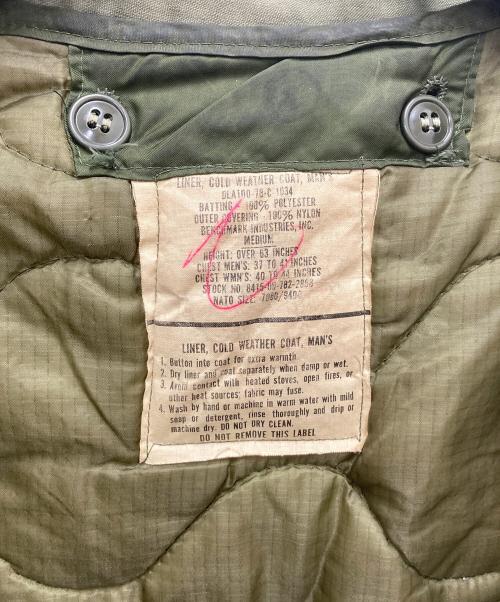 LINER, COLD WEATHER COAT, MAN'S
DLA100-78-C 1034
BATTING 100% POLYESTER
OUTER COVERING - 100% NYLON
BENCHMARK INDUSTRIES, INC.
MEDIUM
HEIGHT: OVER 63 INCHES
CHEST MEN'S: 37 TO 41 INCHES
CHEST WMN'S: 40 TO 44 INCHES
STOCK NO. 8415-00-782-2888
NATO SIZE:
LINER, COLD WEATHER COAT, MAN'S
1. Button into coat for extra warmth.
2. Dry liner and coat separately when damp or wet.
3. Avoid contact with heated stoves, open fires, or
other heat sources; fabric may fuse.
4. Wash by hand or machine in warm water with mild
soap or detergent, rinse thoroughly and drip or
machine dry. DO NOT DRY CLEAN.
DO NOT REMOVE THIS LABEL